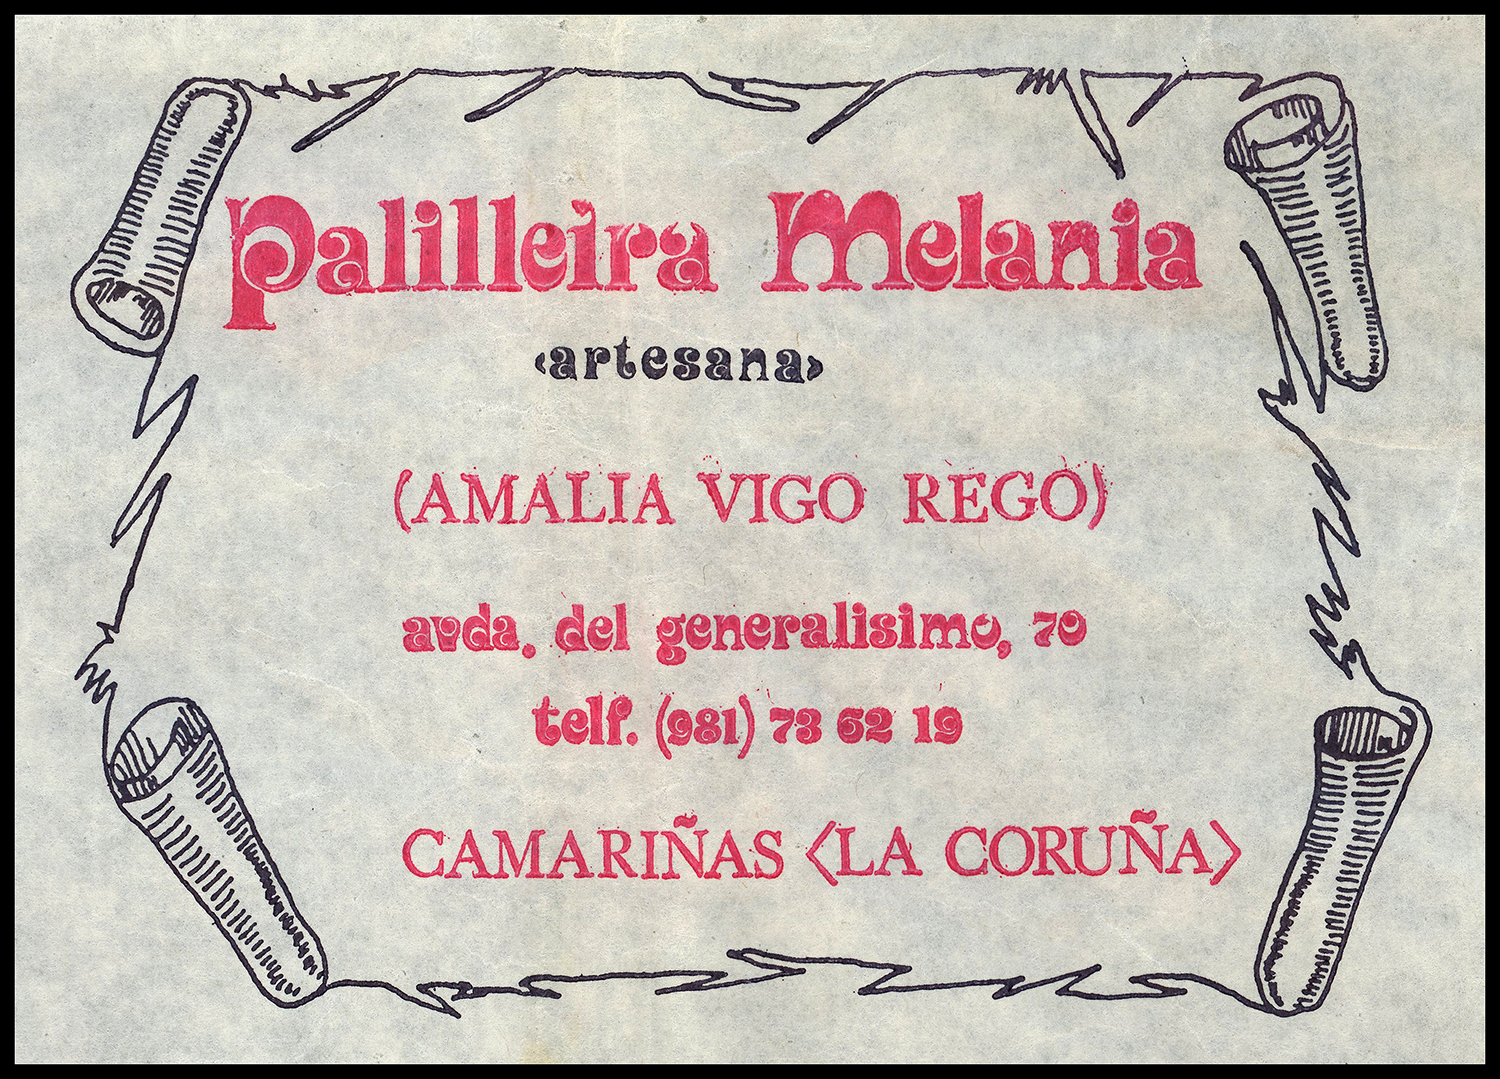 Palilleira Melania
‹artesana›
(AMALIA VIGO REGO)
avda. del generalisimo, 70
telf. (981) 73 62 19
CAMARIÑAS <LA CORUÑA>